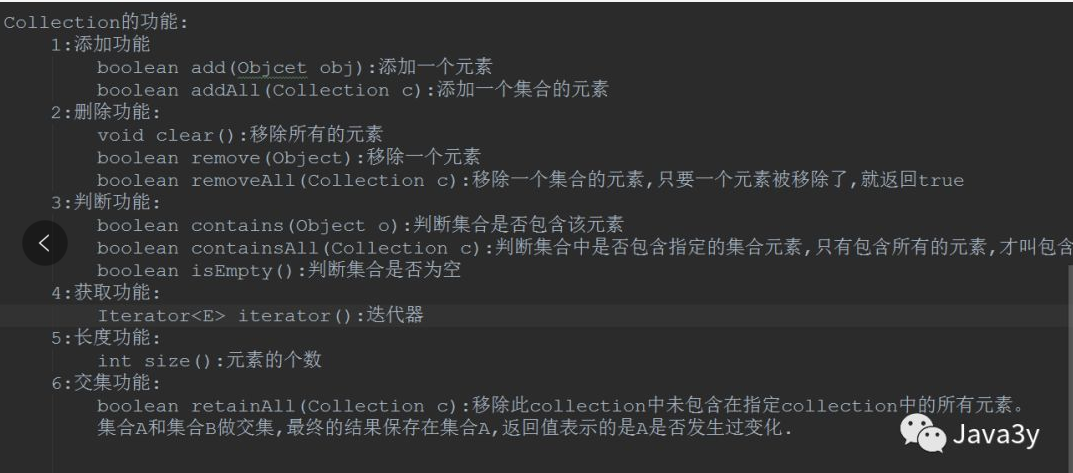 Collection的功能:
1:添加功能
boolean add(Objcet obj):添加一个元素
boolean addAll(Collection c):添加一个集合的元素
2:删除功能:
void clear():移除所有的元素
boolean remove(Object):移除一个元素
boolean removeAll(Collection c):移除一个集合的元素,只要一个元素被移除了,就返回true
3:判断功能:
boolean contains(Object o):判断集合是否包含该元素
boolean containsAll(Collection c):判断集合中是否包含指定的集合元素,只有包含所有的元素,才叫包含
boolean isEmpty():判断集合是否为空
4:获取功能:
Iterator<E> iterator():迭代器
5:长度功能:
int size():元素的个数
6:交集功能:
boolean retainAll(Collection c):移除此collection中未包含在指定collection中的所有元素。
集合A和集合B做交集,最终的结果保存在集合A,返回值表示的是A是否发生过变化.
Java3y